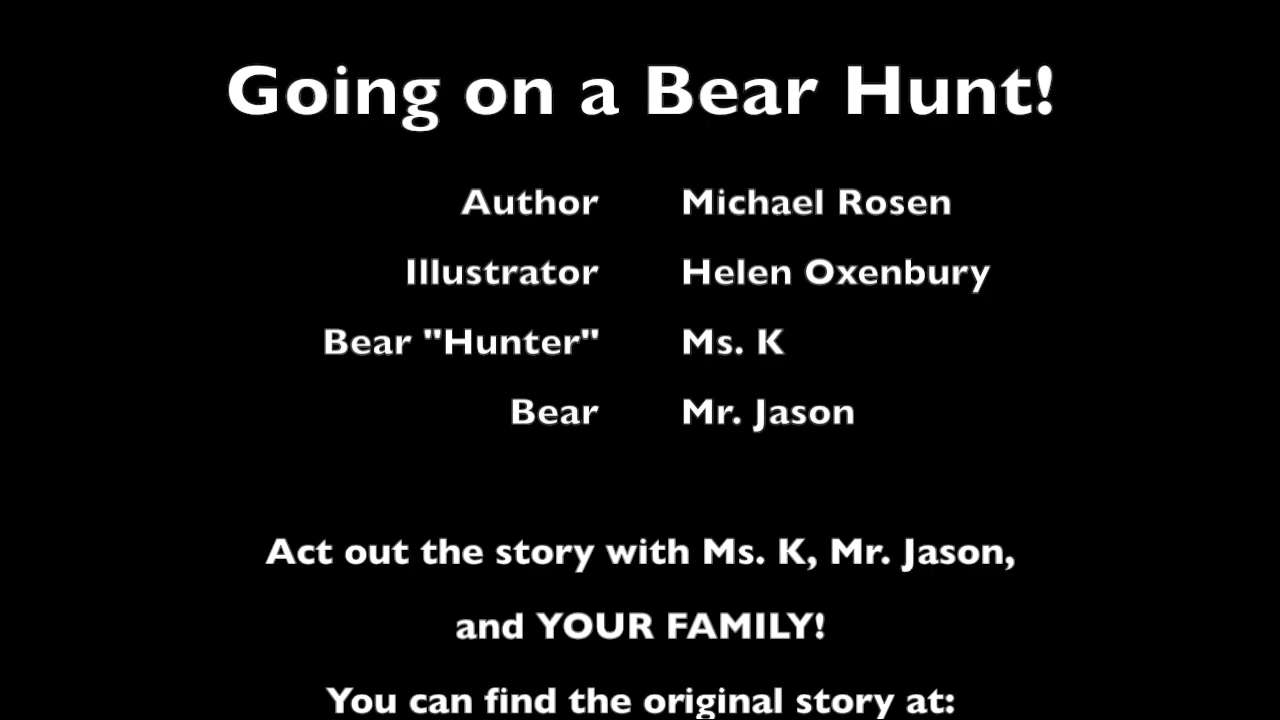 Going on a Bear Hunt!
Author Michael Rosen
Illustrator Helen Oxenbury
Bear "Hunter" Ms. K
Bear Mr. Jason
Act out the story with Ms. K, Mr. Jason,
and YOUR FAMILY!
You can find the original story at: